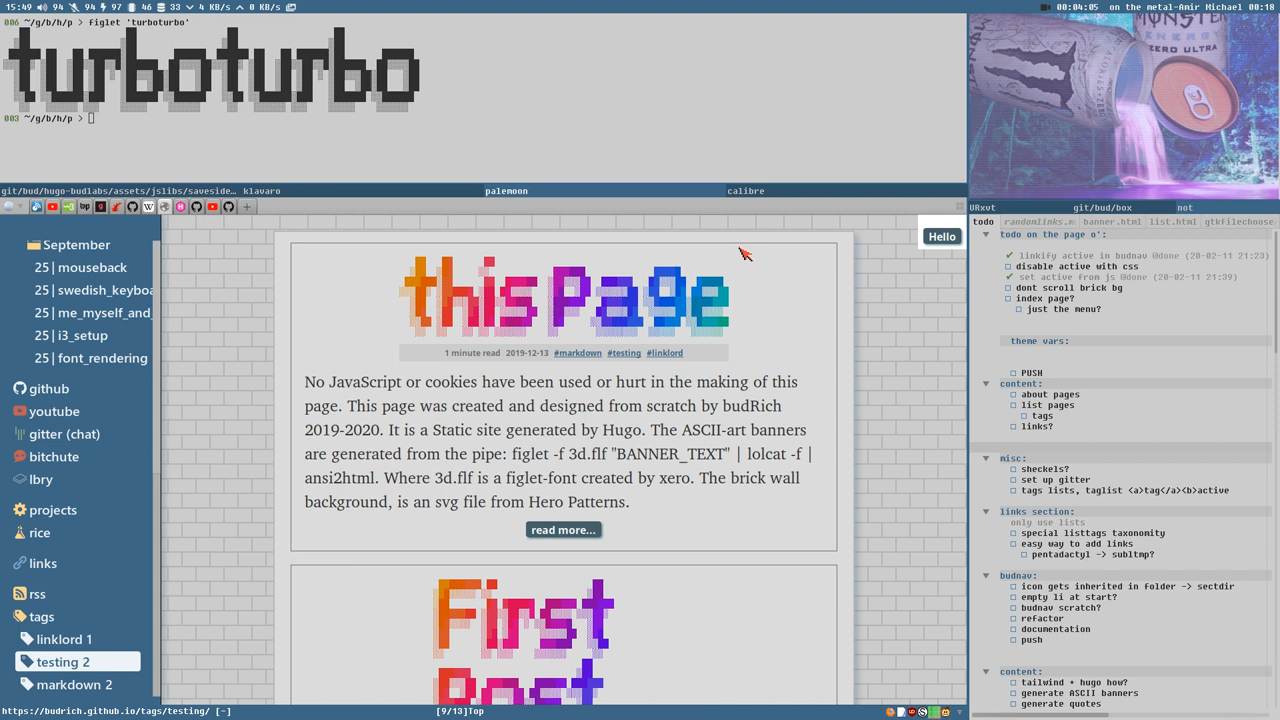 15:49 94 94 97 46 33 4 KB/s 0 KB/s
00:04:05 on the metal-Amir Michael 00:18
006 ~/g/b/h/p > figlet 'turboturbo'
turboturbo
003 ~/g/b/h/p >
MONSTER
ENERGY
ZERO ULTRA
git/bud/hugo-budlabs/assets/jslibs/saveside… klavaro palemoon calibre
URxvt git/bud/box not
September
25| mouseback
25| swedish_keyboa
25| me_myself_and_
25| i3_setup
25| font_rendering
github
youtube
gitter (chat)
bitchute
lbry
projects
rice
links
rss
tags
linklord 1
testing 2
markdown 2
Hello
thisPage
1 minute read 2019-12-13 #markdown #testing #linklord
No JavaScript or cookies have been used or hurt in the making of this
page. This page was created and designed from scratch by budRich
2019-2020. It is a Static site generated by Hugo. The ASCII-art banners
are generated from the pipe: figlet -f 3d.flf "BANNER_TEXT" | lolcat -f |
ansi2html. Where 3d.flf is a figlet-font created by xero. The brick wall
background, is an svg file from Hero Patterns.
read more...
First
Post
https://budrich.github.io/tags/testing/ [-] [9/13]Top
todo randomlinks.m banner.html list.html gtkfilechouse
todo on the page o':
✔ linkify active in budnav @done (20-02-11 21:23)
☐ disable active with css
✔ set active from js @done (20-02-11 21:39)
☐ dont scroll brick bg
☐ index page?
☐ just the menu?
theme vars:
☐ PUSH
content:
☐ about pages
☐ list pages
☐ tags
☐ links?
misc:
☐ sheckels?
☐ set up gitter
☐ tags lists, taglist <a>tag</a><b>active
links section:
only use lists
☐ special listtags taxonomity
☐ easy way to add links
☐ pentadactyl -> subltmp?
budnav:
☐ icon gets inherited in folder -> sectdir
☐ empty li at start?
☐ budnav scratch?
☐ refactor
☐ documentation
☐ push
content:
☐ tailwind + hugo how?
☐ generate ASCII banners
☐ generate quotes